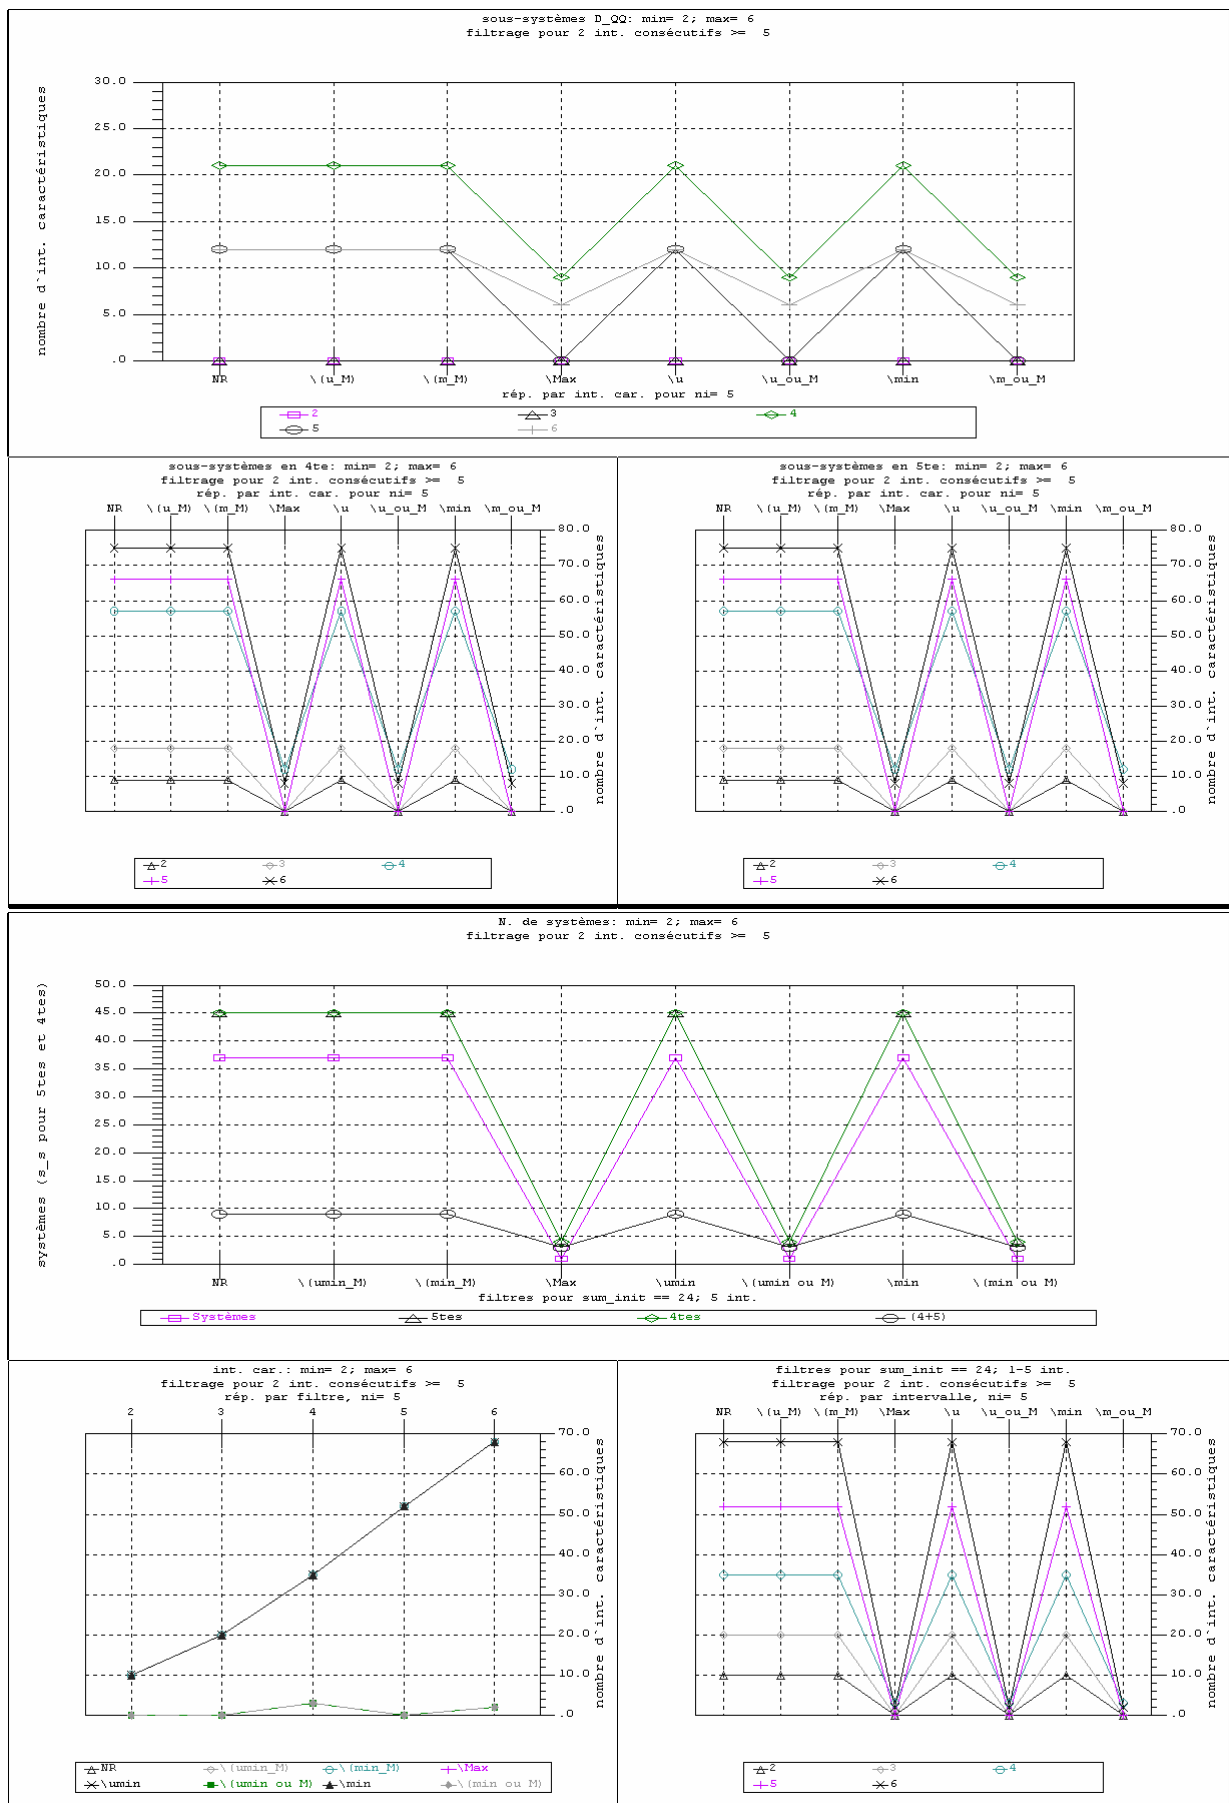 sous-systèmes D_QQ: min= 2; max= 6
filtrage pour 2 int. consécutifs >=  5
nombre d`int. caractéristiques
30.0
25.0
20.0
15.0
10.0
5.0
.0
NR \(u_M) \(m_M) \Max \u \u_ou_M \min \m_ou_M
rép. par int. car. pour ni= 5
2 3 4
5 6
sous-systèmes en 4te: min= 2; max= 6
filtrage pour 2 int. consécutifs >=  5
rép. par int. car. pour ni= 5
NR \(u_M) \(m_M) \Max \u \u_ou_M \min \m_ou_M
80.0
70.0
60.0
50.0
40.0
30.0
20.0
10.0
.0
nombre d`int. caractéristiques
2 3 4
5 6
sous-systèmes en 5te: min= 2; max= 6
filtrage pour 2 int. consécutifs >=  5
rép. par int. car. pour ni= 5
NR \(u_M) \(m_M) \Max \u \u_ou_M \min \m_ou_M
80.0
70.0
60.0
50.0
40.0
30.0
20.0
10.0
.0
nombre d`int. caractéristiques
2 3 4
5 6
N. de systèmes: min= 2; max= 6
filtrage pour 2 int. consécutifs >=  5
systèmes (s_s pour 5tes et 4tes)
50.0
45.0
40.0
35.0
30.0
25.0
20.0
15.0
10.0
5.0
.0
NR \(umin_M) \(min_M) \Max \umin \(umin ou M) \min \(min ou M)
filtres pour sum_init == 24; 5 int.
Systèmes 5tes 4tes (4+5)
int. car.: min= 2; max= 6
filtrage pour 2 int. consécutifs >=  5
rép. par filtre, ni= 5
2 3 4 5 6
70.0
60.0
50.0
40.0
30.0
20.0
10.0
.0
nombre d`int. caractéristiques
NR \(umin_M) \(min_M) \Max
\umin \(umin ou M) \min \(min ou M)
filtres pour sum_init == 24; 1-5 int.
filtrage pour 2 int. consécutifs >=  5
rép. par intervalle, ni= 5
NR \(u_M) \(m_M) \Max \u \u_ou_M \min \m_ou_M
70.0
60.0
50.0
40.0
30.0
20.0
10.0
.0
nombre d`int. caractéristiques
2 3 4
5 6